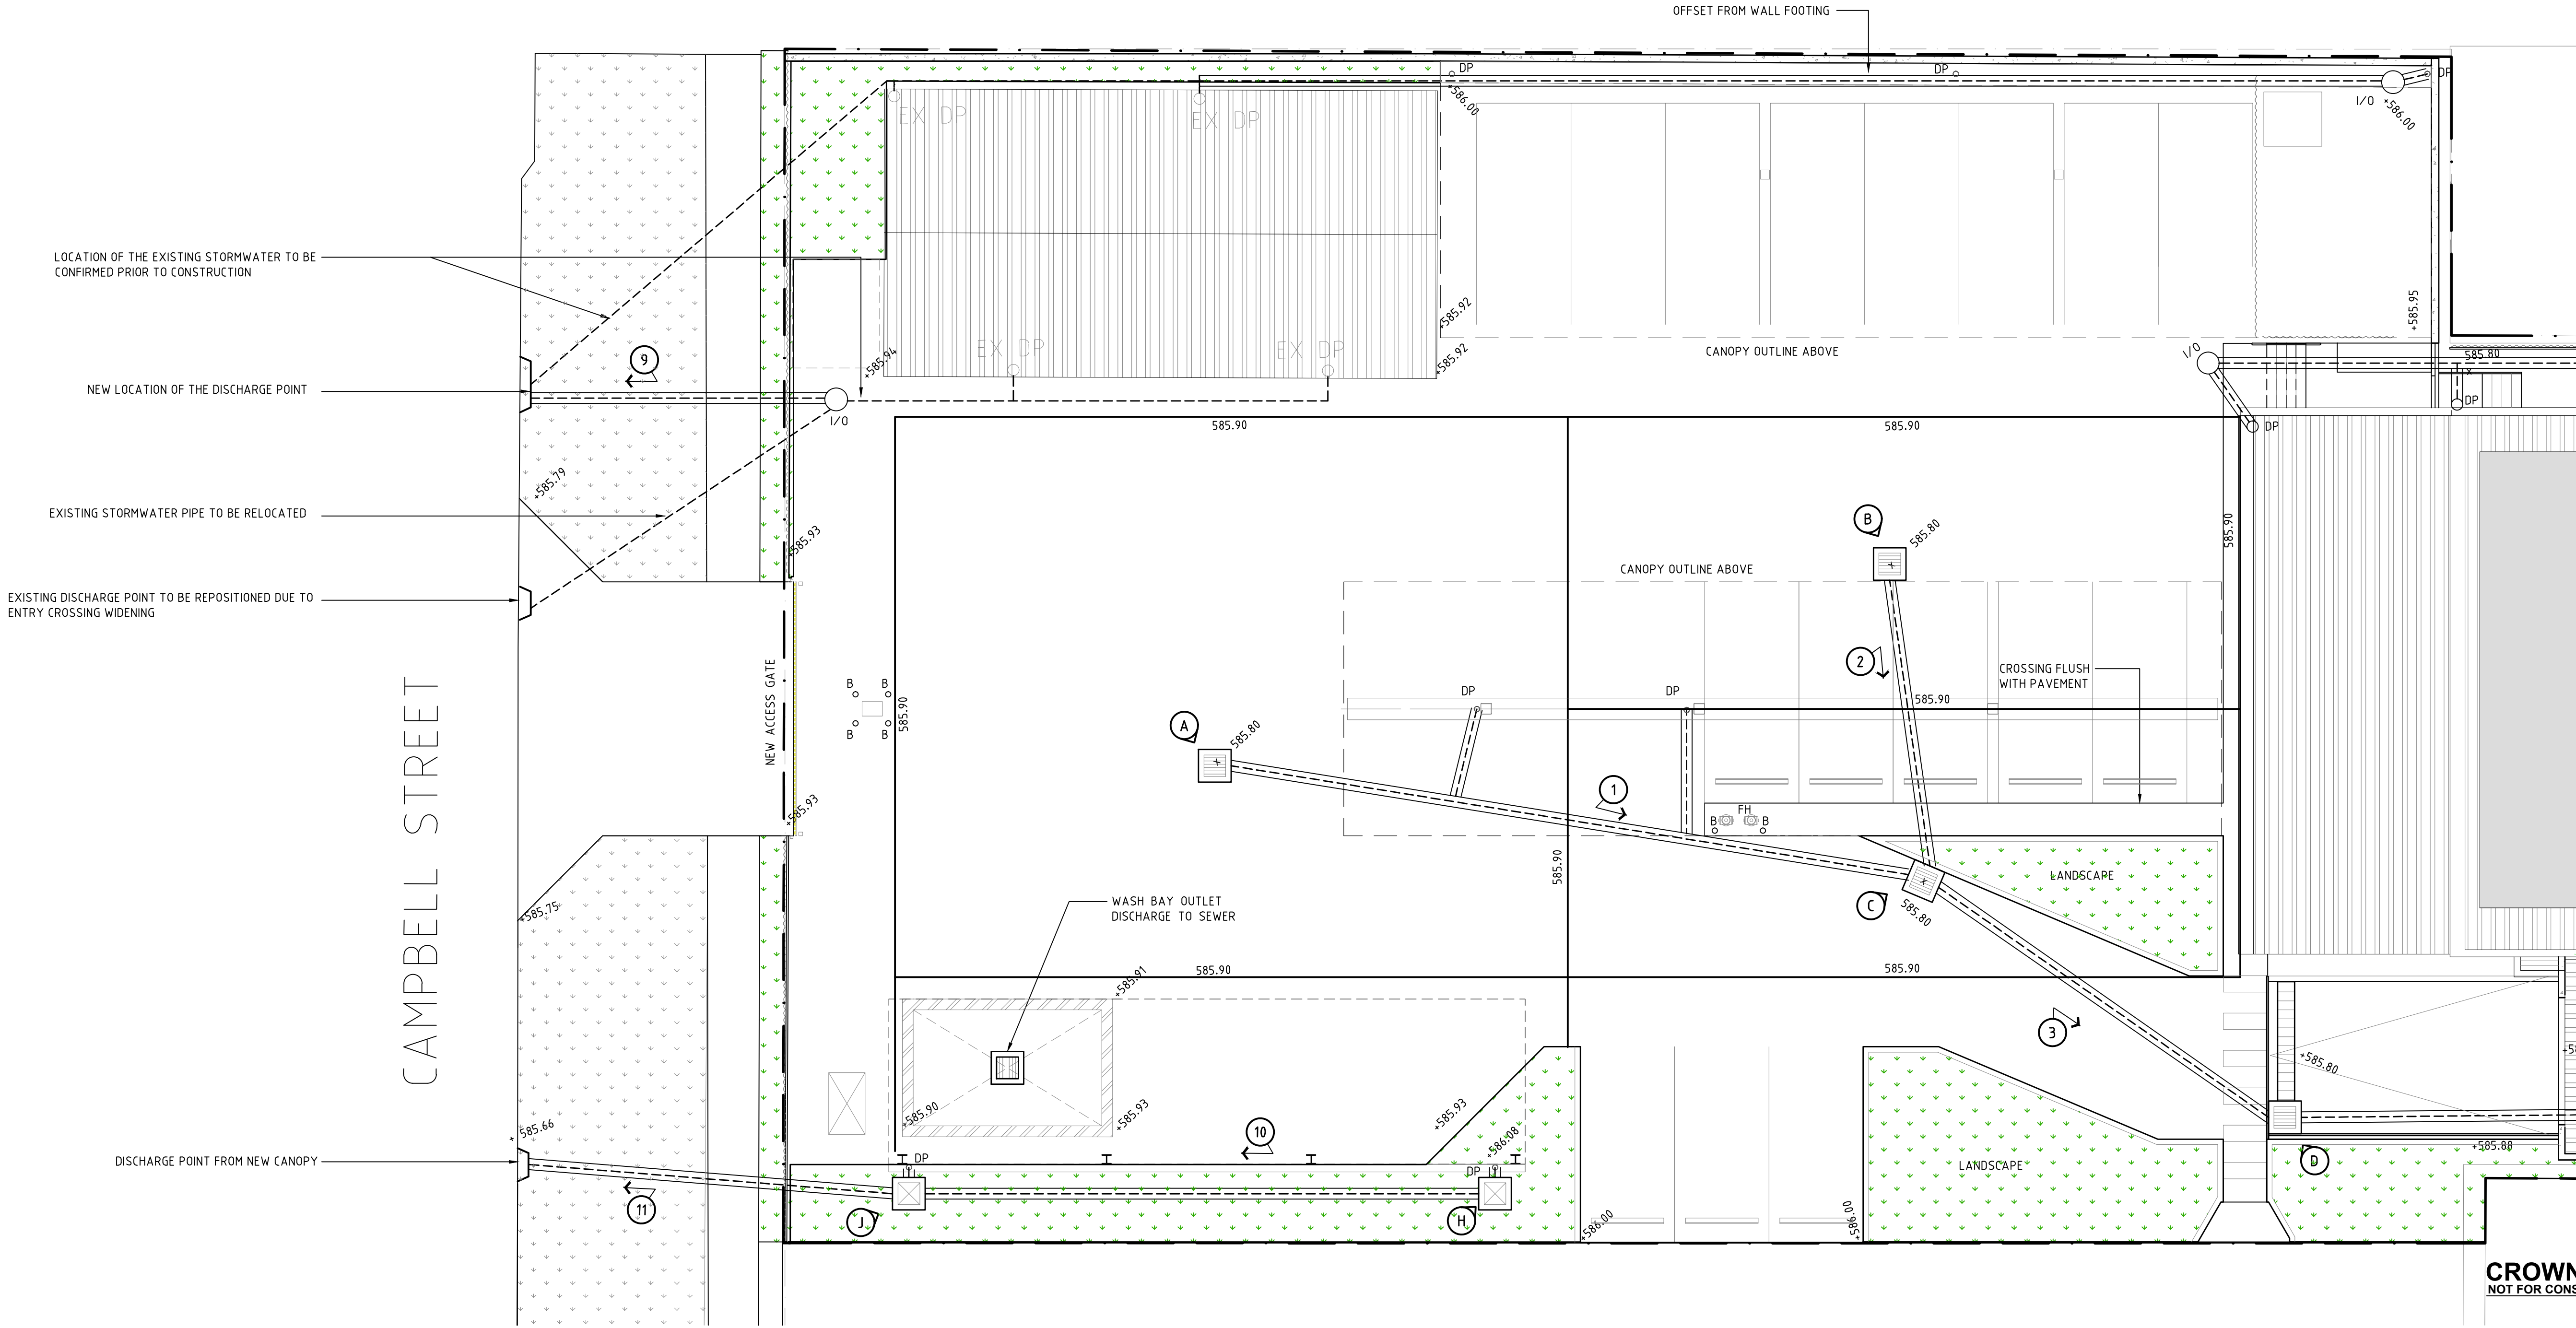 OFFSET FROM WALL FOOTING
DP
DP
DP
+586.00
I/O
+586.00
EX DP
EX DP
LOCATION OF THE EXISTING STORMWATER TO BE
CONFIRMED PRIOR TO CONSTRUCTION
+585.92
+585.95
EX DP
EX DP
CANOPY OUTLINE ABOVE
+585.94
+585.92
I/O
585.80
9
NEW LOCATION OF THE DISCHARGE POINT
I/O
DP
585.90
585.90
DP
+585.79
EXISTING STORMWATER PIPE TO BE RELOCATED
+585.93
B
585.80
585.90
CANOPY OUTLINE ABOVE
EXISTING DISCHARGE POINT TO BE REPOSITIONED DUE TO
ENTRY CROSSING WIDENING
2
CROSSING FLUSH
WITH PAVEMENT
NEW ACCESS GATE
B
B
B
B
585.90
DP
DP
585.90
A
585.80
CAMPBELL STREET
1
+585.93
FH
B
B
585.90
LANDSCAPE
WASH BAY OUTLET
DISCHARGE TO SEWER
C
585.80
+585.75
585.90
585.90
+585.91
3
+585.80
+58
+585.90
+585.93
+585.93
10
+586.08
+ 585.66
DISCHARGE POINT FROM NEW CANOPY
DP
DP
LANDSCAPE
+585.88
D
11
J
H
+586.00
+586.00
CROWN
NOT FOR CONS